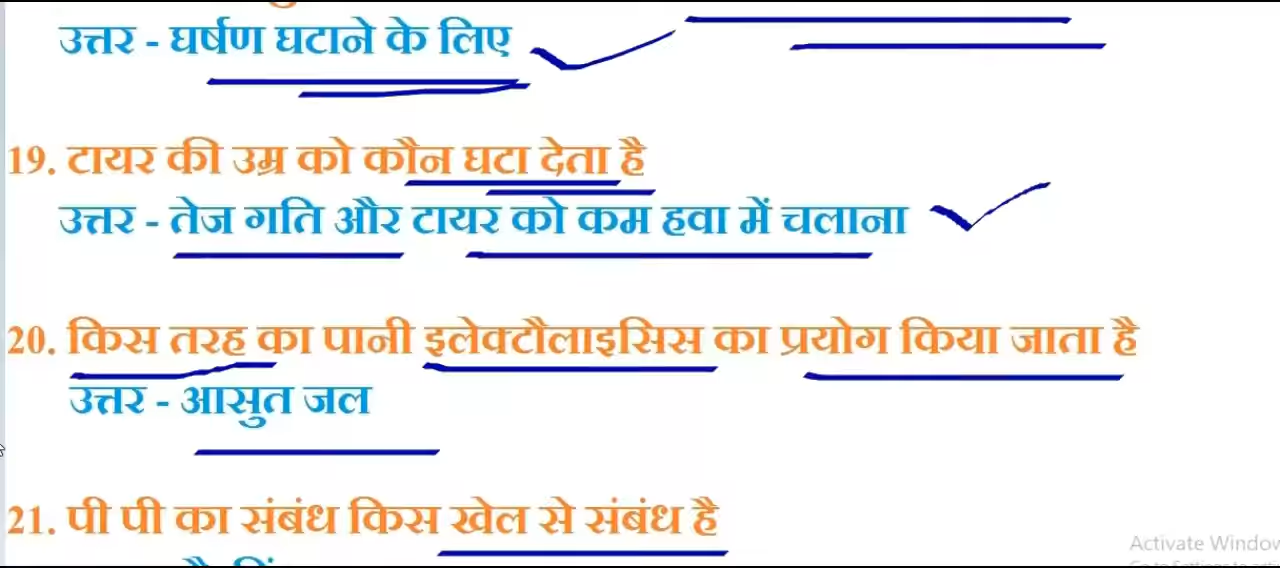 उत्तर - घर्षण घटाने के लिए
19. टायर की उम्र को कौन घटा देता है
उत्तर - तेज गति और टायर को कम हवा में चलाना
20. किस तरह का पानी इलेक्टौलाइसिस का प्रयोग किया जाता है
उत्तर - आसुत जल
21. पी पी का संबंध किस खेल से संबंध है
Activate Window